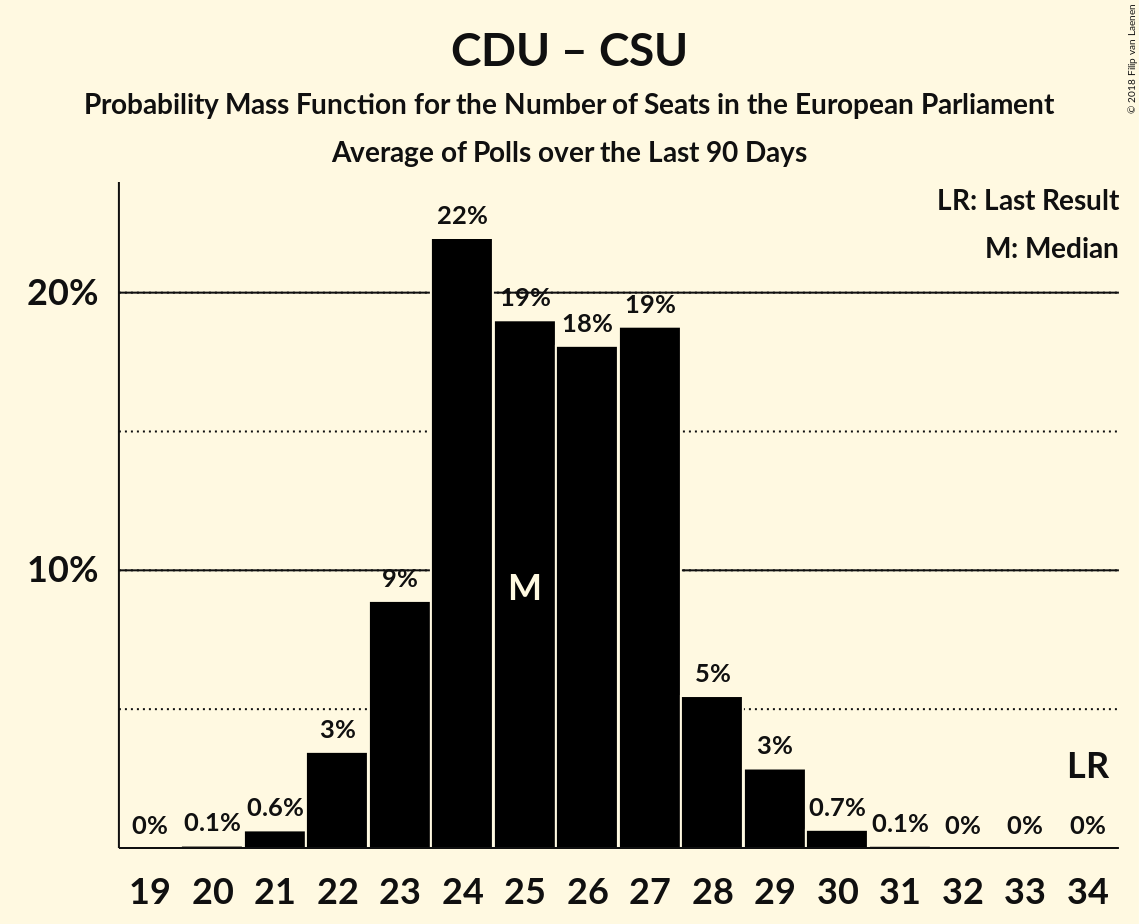 CDU – CSU
Probability Mass Function for the Number of Seats in the European Parliament
Average of Polls over the Last 90 Days
© 2018 Filip van Laenen
LR: Last Result
M: Median
20%
10%
0% 0.1% 0.6% 3% 9% 22% 19% 18% 19% 5% 3% 0.7% 0.1% 0% 0% 0%
M
LR
19 20 21 22 23 24 25 26 27 28 29 30 31 32 33 34